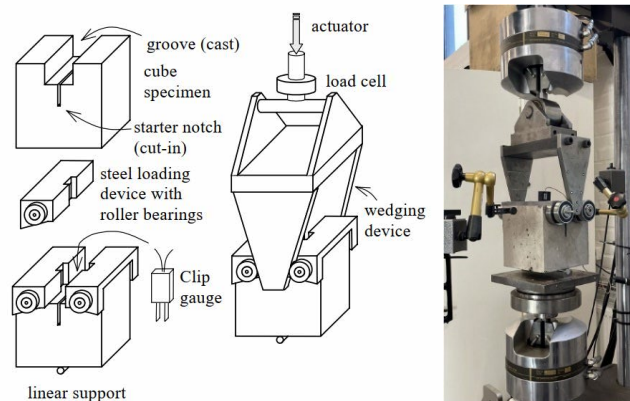 groove (cast)
cube
specimen
starter notch
(cut-in)
steel loading
device with
roller bearings
Clip
gauge
linear support
actuator
load cell
wedging
device